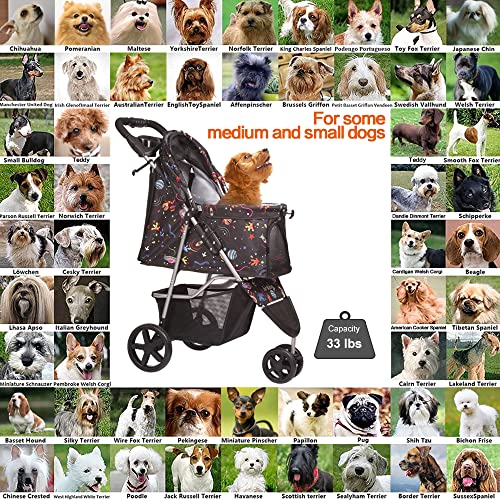 Chihuahua Pomeranian Maltese YorkshireTerrier Norfolk Terrier King Charles Spaniel Podengo Portugueso Toy Fox Terrier Japanese Chin
Manchester United Dog Irish Glenofimaal Terrier AustralianTerrier EnglishToySpaniel Affenpinscher Brussels Griffon Petit Basset Griffon Vendeen Swedish Vallhund Welsh Terrier
For some
medium and small dogs
Small Bulldog Teddy Teddy Smooth Fox Terrier
Parson Russell Terrier Norwich Terrier Dandie Dinmont Terrier Schipperke
Löwchen Cesky Terrier Cardigan Welsh Corgi Beagle
Lhasa Apso Italian Greyhound American Cocker Spaniel Tibetan Spaniel
Capacity
33 lbs
Miniature Schnauzer Pembroke Welsh Corgi Cairn Terrier Lakeland Terrier
Basset Hound Silky Terrier Wire Fox Terrier Pekingese Miniature Pinscher Papillon Pug Shih Tzu Bichon Frise
Chinese Crested West Highland White Terrier Poodle Jack Russell Terrier Havanese Scottish terrier Sealyham Terrier Border Terrier SussexSpaniel